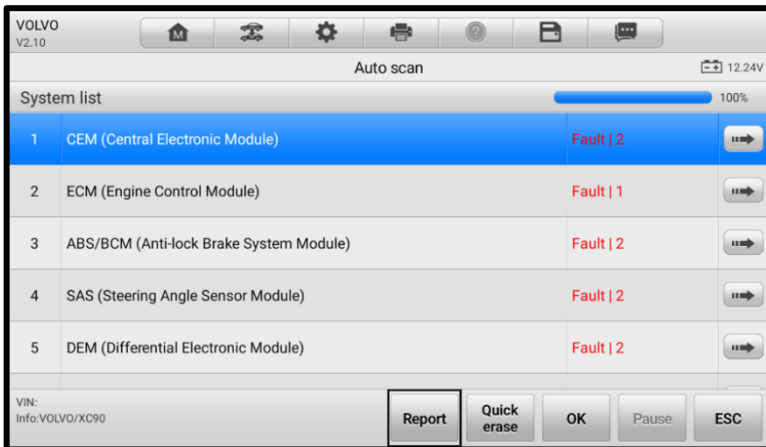 VOLVO
V2.10
M
Auto scan
12.24V
System list
100%
1 CEM (Central Electronic Module) Fault | 2
2 ECM (Engine Control Module) Fault | 1
3 ABS/BCM (Anti-lock Brake System Module) Fault | 2
4 SAS (Steering Angle Sensor Module) Fault | 2
5 DEM (Differential Electronic Module) Fault | 2
VIN:
Info:VOLVO/XC90
Report
Quick
erase
OK
Pause
ESC